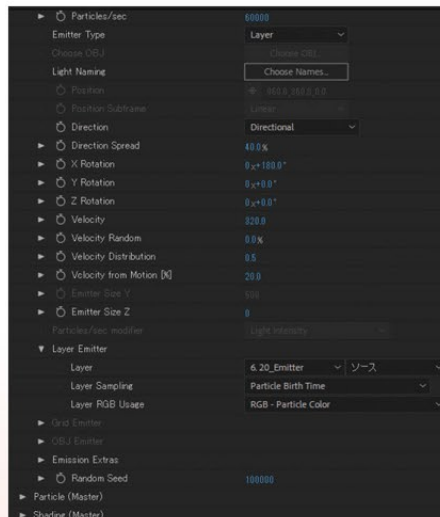 Particles/sec 60000
Emitter Type Layer
Choose OBJ Choose OBJ...
Light Naming Choose Names...
Position
Position Subframe Linear
Direction Directional
Direction Spread 40.0%
X Rotation 0x+180.0°
Y Rotation 0x+0.0°
Z Rotation 0x+0.0°
Velocity 820.0
Velocity Random 0.0%
Velocity Distribution 0.5
Velocity from Motion [%] 20.0
Emitter Size Y
Emitter Size Z 0
Particles/sec modifier Light Intensity
Layer Emitter
Layer 6. 20_Emitter ソース
Layer Sampling Particle Birth Time
Layer RGB Usage RGB - Particle Color
Grid Emitter
OBJ Emitter
Emission Extras
Random Seed 100000
Particle (Master)
Shading (Master)